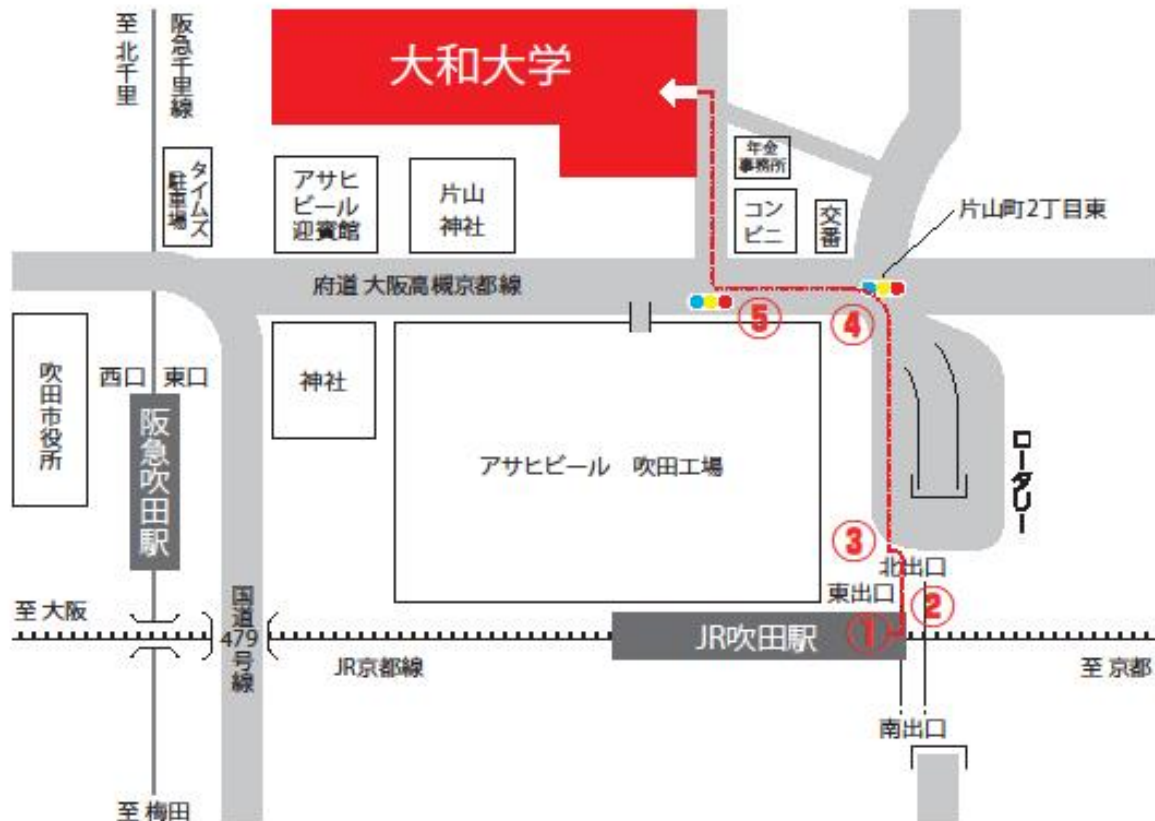 至 北千里
阪急千里線
大和大学
タイムズ
駐車場
アサヒ
ビール
迎賓館
片山
神社
年金
事務所
コン
ビニ
交番
片山町2丁目東
府道 大阪高槻京都線
⑤
④
吹田市役所
西口
東口
阪急吹田駅
神社
アサヒビール 吹田工場
ロータリー
③
北出口
東出口
②
至 大阪
国道
479
号線
JR吹田駅
①
JR京都線
至 京都
南出口
至 梅田